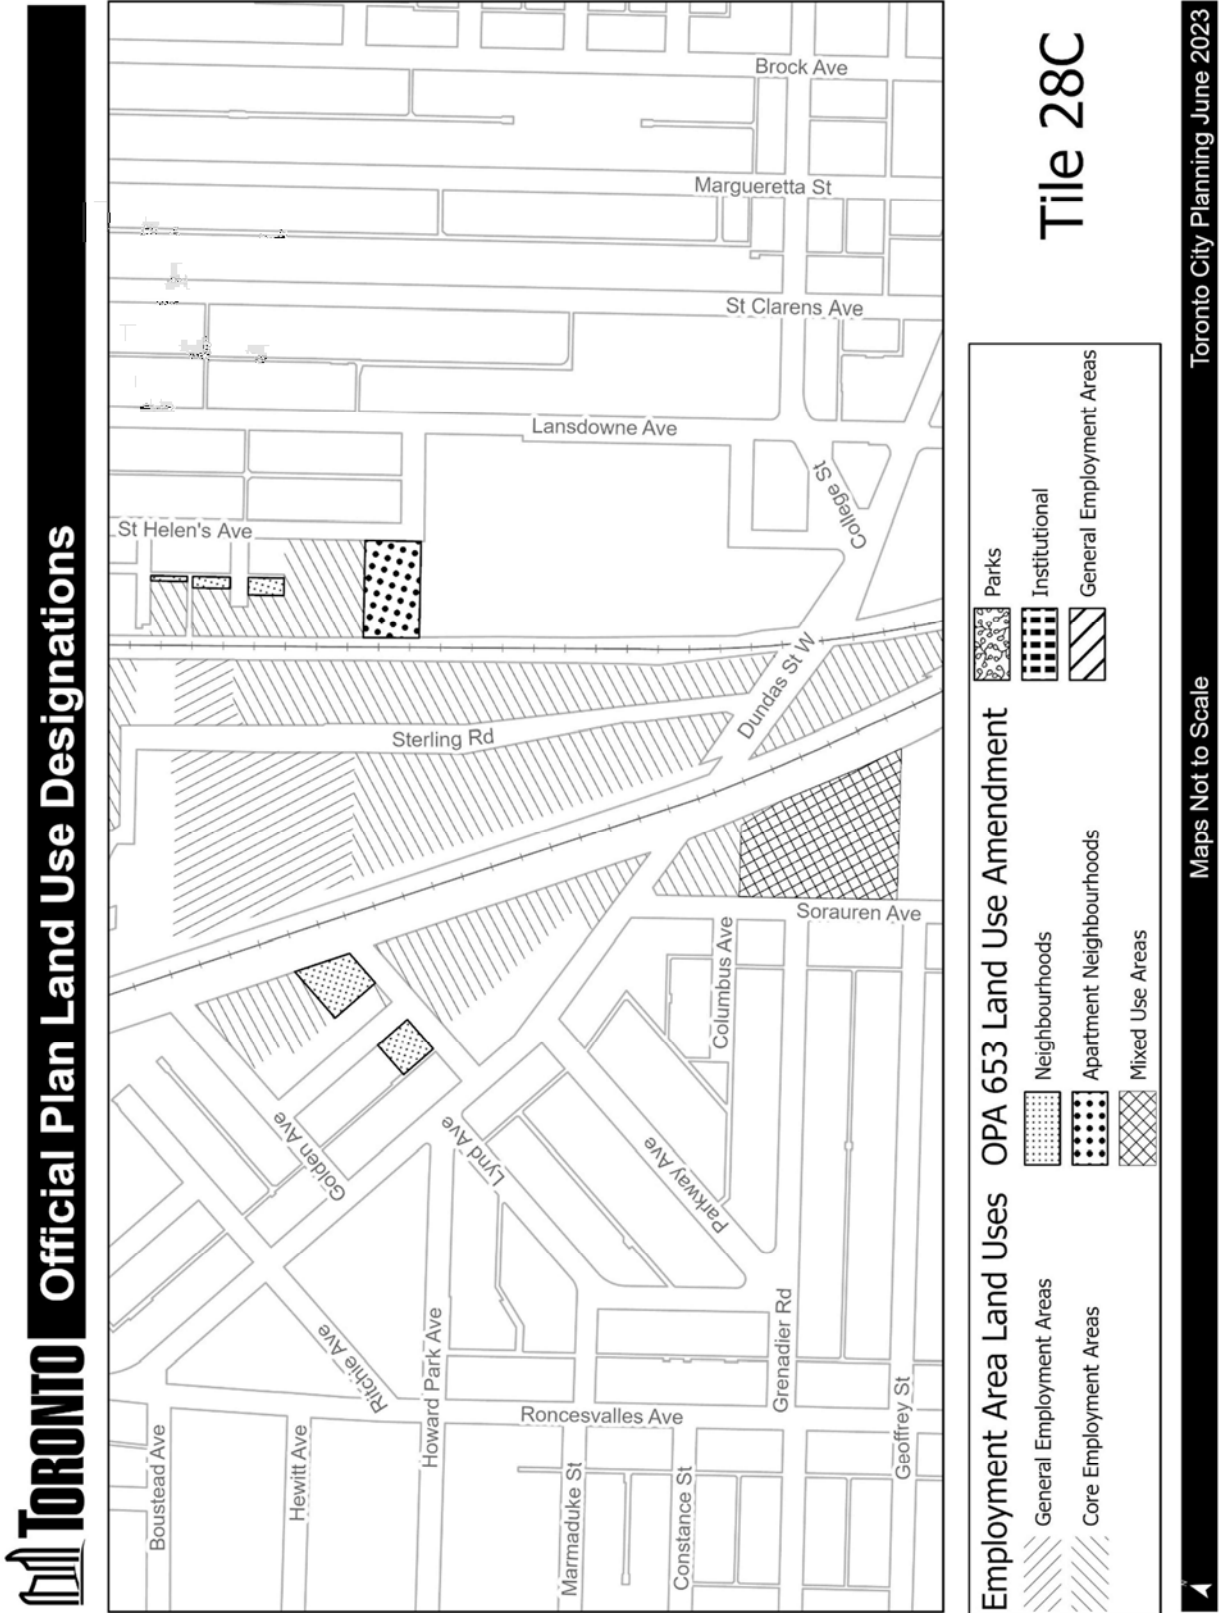 TORONTO Official Plan Land Use Designations
Tile 28C
Boustead Ave
Hewitt Ave
Ritchie Ave
Howard Park Ave
Golden Ave
Lynd Ave
Roncesvalles Ave
Marmaduke St
Constance St
Parkway Ave
Grenadier Rd
Geoffrey St
Columbus Ave
Sorauren Ave
Sterling Rd
Dundas St W
St Helen's Ave
College St
Lansdowne Ave
St Clarens Ave
Margueretta St
Brock Ave
Employment Area Land Uses
General Employment Areas
Core Employment Areas
OPA 653 Land Use Amendment
Neighbourhoods
Apartment Neighbourhoods
Mixed Use Areas
Parks
Institutional
General Employment Areas
N
Maps Not to Scale
Toronto City Planning June 2023